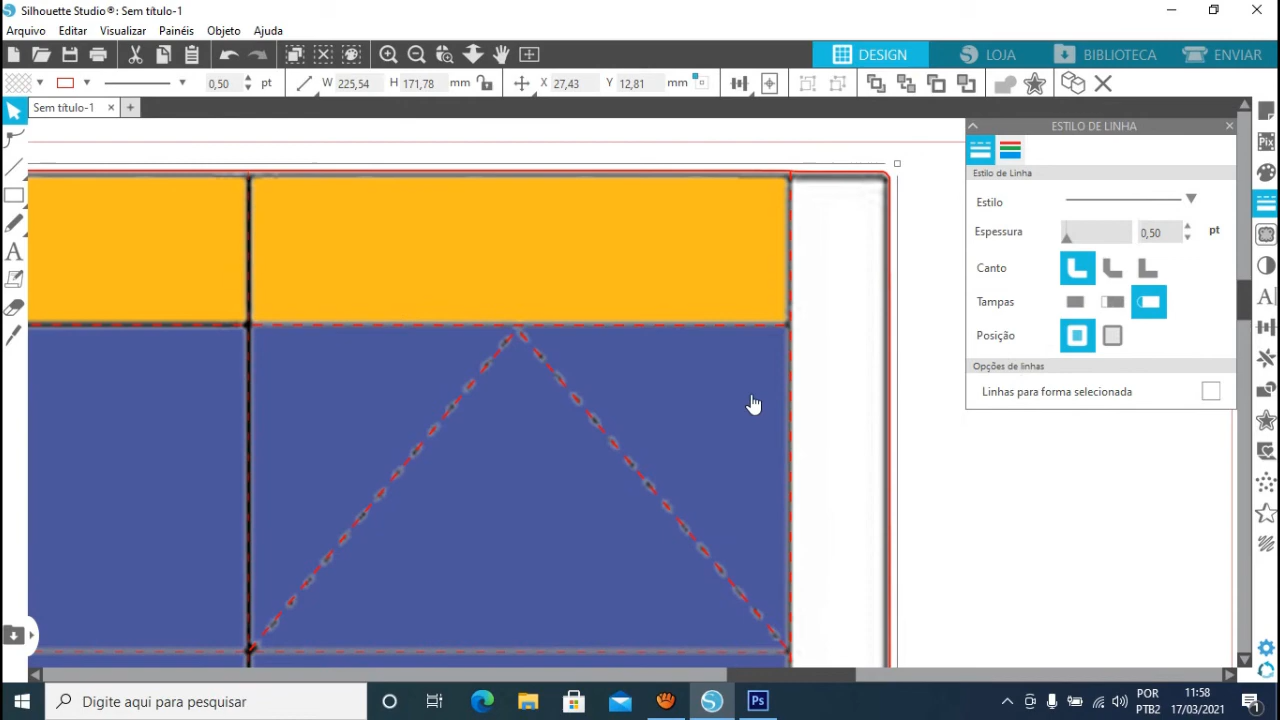 Silhouette Studio®: Sem título-1
Arquivo Editar Visualizar Painéis Objeto Ajuda
DESIGN LOJA BIBLIOTECA ENVIAR
0,50 pt W 225,54 H 171,78 mm X 27,43 Y 12,81 mm
Sem título-1
ESTILO DE LINHA
Estilo de Linha
Estilo
Espessura 0,50 pt
Canto
Tampas
Posição
Opções de linhas
Linhas para forma selecionada
Pix
A
A
Digite aqui para pesquisar
Ps
POR 11:58
PTB2 17/03/2021
1